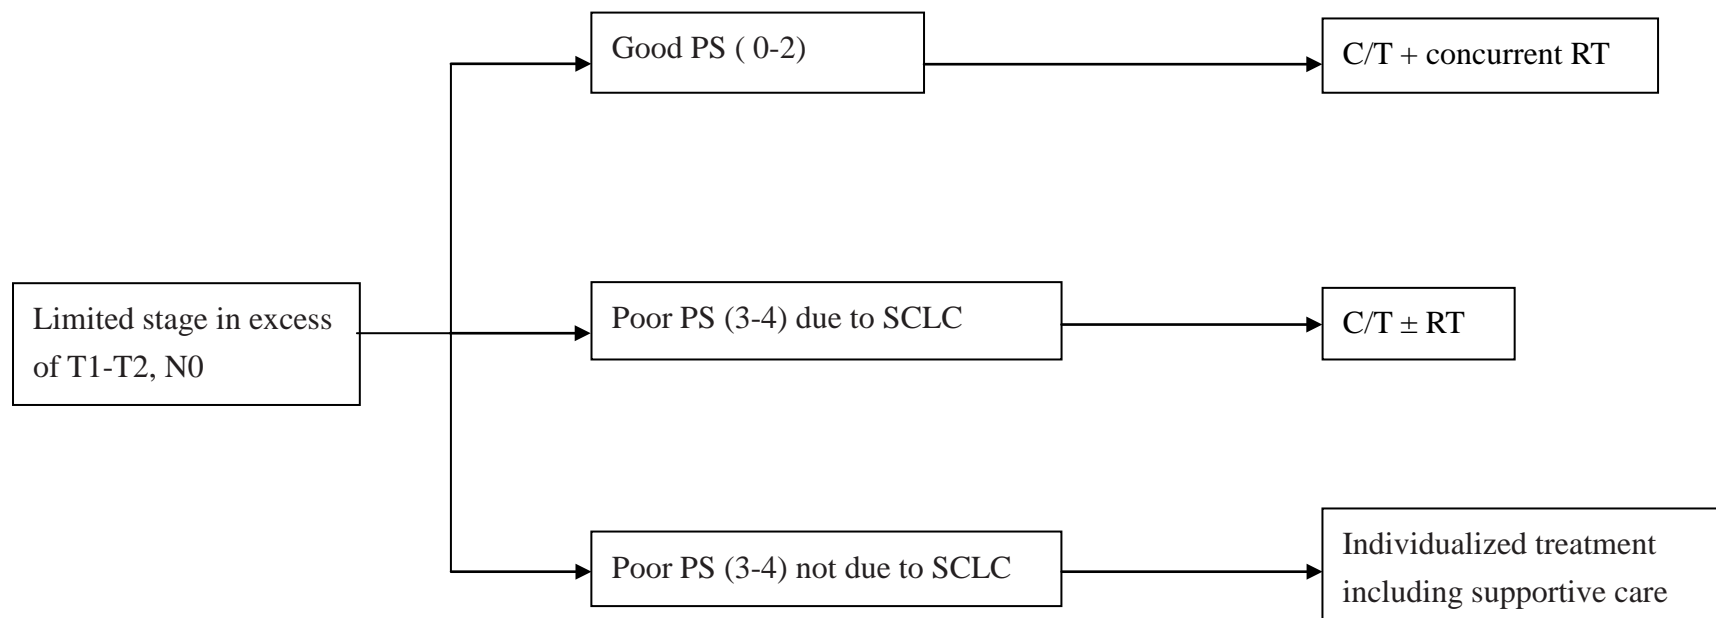 Good PS ( 0-2)
C/T + concurrent RT
Limited stage in excess
of T1-T2, N0
Poor PS (3-4) due to SCLC
C/T ± RT
Poor PS (3-4) not due to SCLC
Individualized treatment
including supportive care